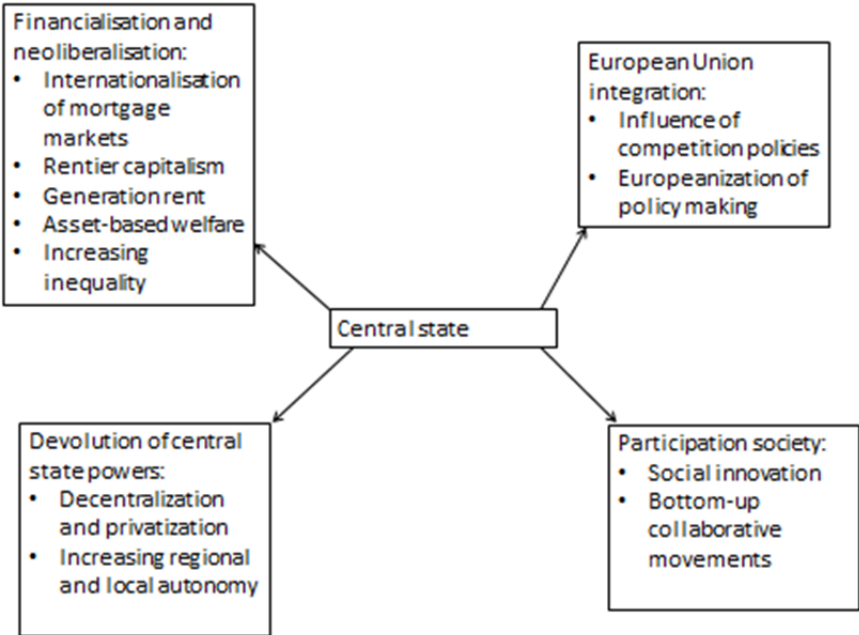 Financialisation and
neoliberalisation:
• Internationalisation
of mortgage
markets
• Rentier capitalism
• Generation rent
• Asset-based welfare
• Increasing
inequality
European Union
integration:
• Influence of
competition policies
• Europeanization of
policy making
Central state
Devolution of central
state powers:
• Decentralization
and privatization
• Increasing regional
and local autonomy
Participation society:
• Social innovation
• Bottom-up
collaborative
movements